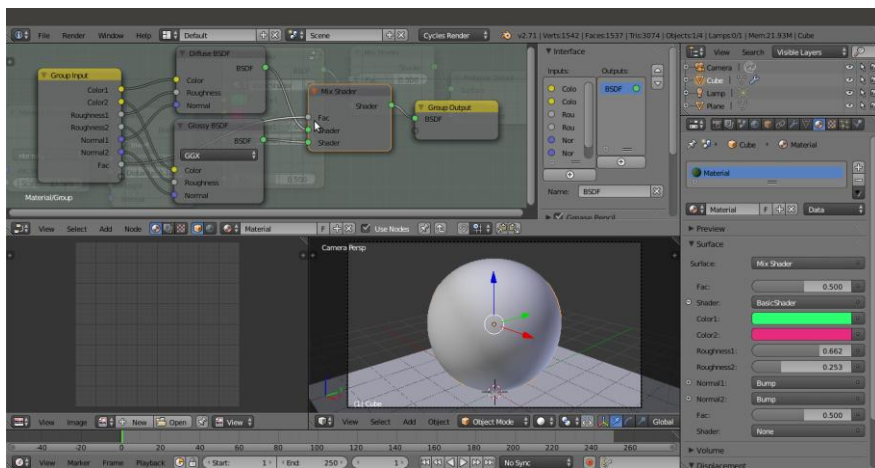 File Render Window Help Default Scene Cycles Render v2.71 | Verts:1542 | Faces:1537 | Tris:3074 | Objects:1/4 | Lamps:0/1 | Mem:21.93M | Cube
Group Input
Color1
Color2
Roughness1
Roughness2
Normal1
Normal2
Fac
Diffuse BSDF
BSDF
Color
Roughness
Normal
Glossy BSDF
BSDF
GGX
Color
Roughness
Normal
Mix Shader
Shader
Fac
Shader
Shader
Group Output
BSDF
Material/Group
Interface
Inputs: Outputs:
Colo BSDF
Colo
Rou
Rou
Nor
Nor
Name: BSDF
Grease Pencil
View Search Visible Layers
Camera
Cube
Lamp
Plane
Cube Material
Material
Material F Data
Preview
Surface
Surface: Mix Shader
Fac: 0.500
Shader: BasicShader
Color1:
Color2:
Roughness1: 0.662
Roughness2: 0.253
Normal1: Bump
Normal2: Bump
Fac: 0.500
Shader: None
Volume
Displacement
View Select Add Node Material F Use Nodes
Camera Persp
(1) Cube
View Image New Open View
View Select Add Object Object Mode Global
-40 -20 0 20 40 60 80 100 120 140 160 180 200 220 240 260
View Marker Frame Playback Start: 1 End: 250 1 No Sync